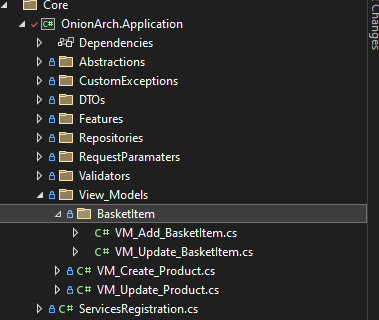 Core
C# OnionArch.Application
Dependencies
Abstractions
CustomExceptions
DTOs
Features
Repositories
RequestParamaters
Validators
View_Models
BasketItem
C# VM_Add_BasketItem.cs
C# VM_Update_BasketItem.cs
C# VM_Create_Product.cs
C# VM_Update_Product.cs
C# ServicesRegistration.cs
Changes